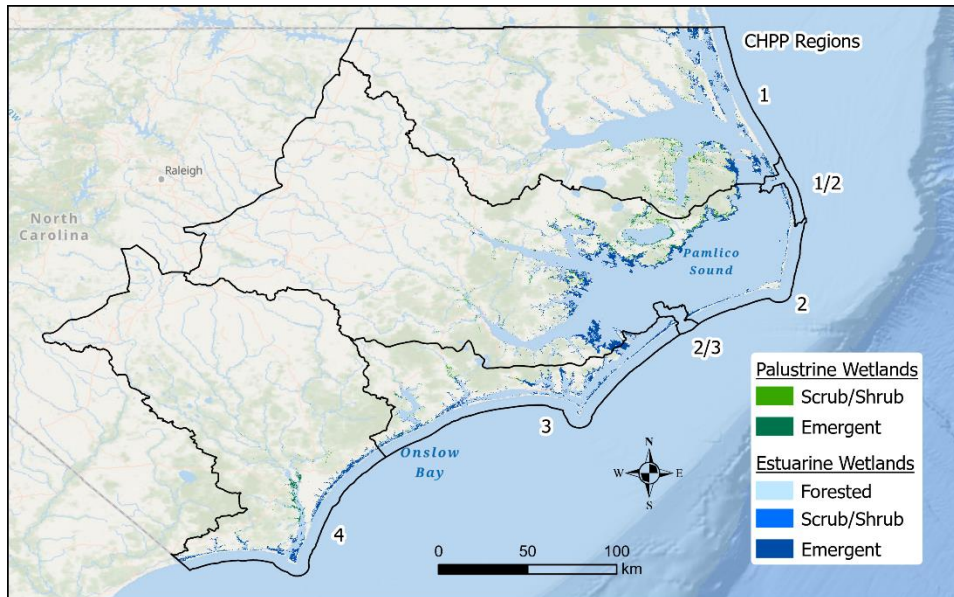 CHPP Regions
1
Raleigh
1/2
North
Carolina
Pamlico
Sound
2
2/3
3
Onslow
Bay
4
N
W E
S
0 50 100
km
Palustrine Wetlands
Scrub/Shrub
Emergent
Estuarine Wetlands
Forested
Scrub/Shrub
Emergent